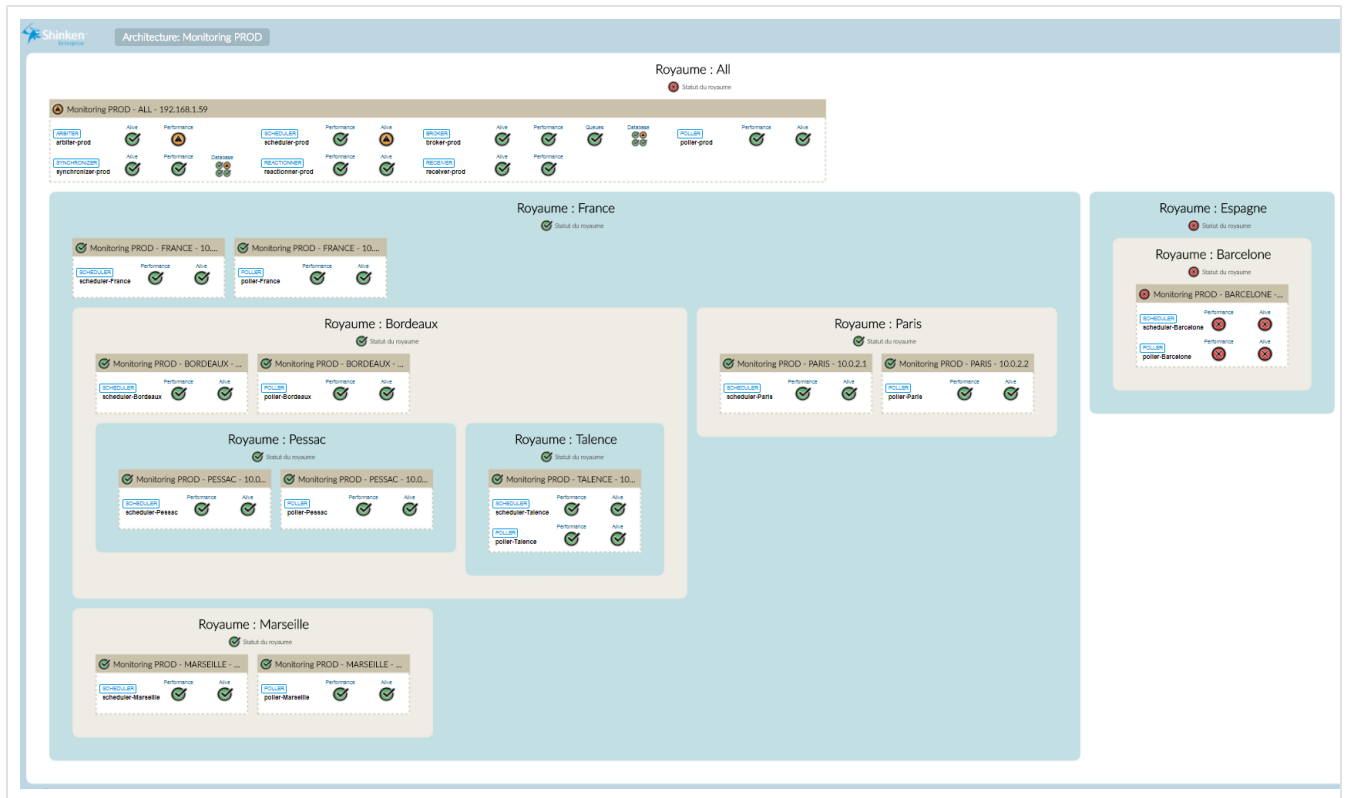 Shinken
Enterprise
Architecture: Monitoring PROD
Royaume : All
Statut du royaume
Monitoring PROD - ALL - 192.168.1.59
ARBITER
arbiter-prod
Alive
Performance
SCHEDULER
scheduler-prod
Performance
Alive
BROKER
broker-prod
Alive
Performance
Queues
Database
POLLER
poller-prod
Performance
Alive
SYNCHRONIZER
synchronizer-prod
Alive
Performance
Database
REACTIONNER
reactionner-prod
Performance
Alive
RECEIVER
receiver-prod
Alive
Performance
Royaume : France
Statut du royaume
Monitoring PROD - FRANCE - 10....
SCHEDULER
scheduler-France
Performance
Alive
Monitoring PROD - FRANCE - 10....
POLLER
poller-France
Performance
Alive
Royaume : Bordeaux
Statut du royaume
Monitoring PROD - BORDEAUX - ...
SCHEDULER
scheduler-Bordeaux
Performance
Alive
Monitoring PROD - BORDEAUX - ...
POLLER
poller-Bordeaux
Performance
Alive
Royaume : Pessac
Statut du royaume
Monitoring PROD - PESSAC - 10.0...
SCHEDULER
scheduler-Pessac
Performance
Alive
Monitoring PROD - PESSAC - 10.0...
POLLER
poller-Pessac
Performance
Alive
Royaume : Talence
Statut du royaume
Monitoring PROD - TALENCE - 10...
SCHEDULER
scheduler-Talence
Performance
Alive
POLLER
poller-Talence
Performance
Alive
Royaume : Paris
Statut du royaume
Monitoring PROD - PARIS - 10.0.2.1
SCHEDULER
scheduler-Paris
Performance
Alive
Monitoring PROD - PARIS - 10.0.2.2
POLLER
poller-Paris
Performance
Alive
Royaume : Marseille
Statut du royaume
Monitoring PROD - MARSEILLE - ...
SCHEDULER
scheduler-Marseille
Performance
Alive
Monitoring PROD - MARSEILLE - ...
POLLER
poller-Marseille
Performance
Alive
Royaume : Espagne
Statut du royaume
Royaume : Barcelone
Statut du royaume
Monitoring PROD - BARCELONE -...
SCHEDULER
scheduler-Barcelone
Performance
Alive
POLLER
poller-Barcelone
Performance
Alive